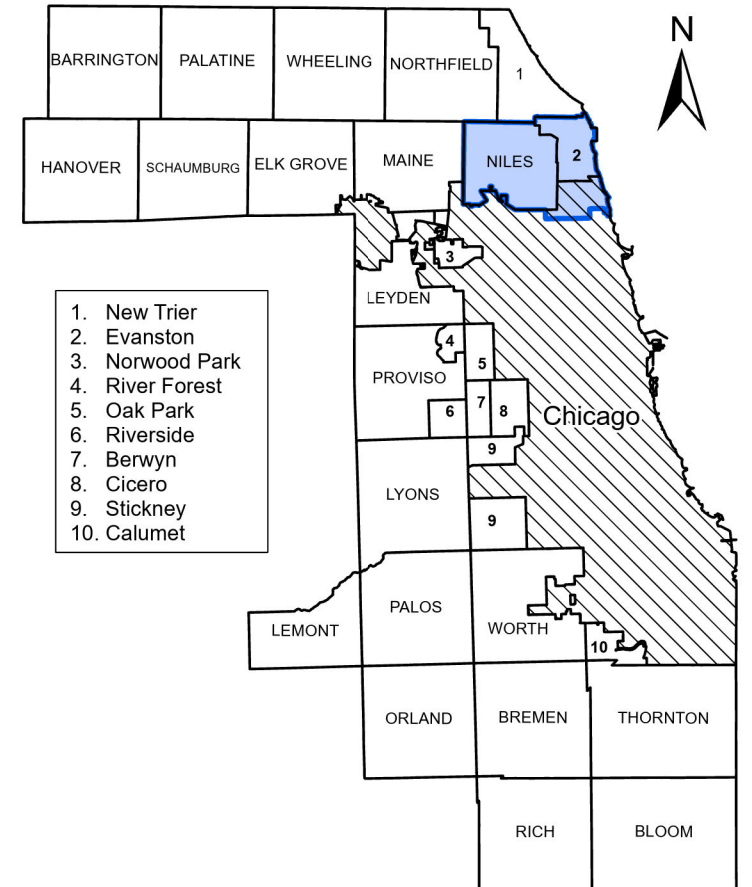 N
BARRINGTON
PALATINE
WHEELING
NORTHFIELD
1
HANOVER
SCHAUMBURG
ELK GROVE
MAINE
NILES
2
3
LEYDEN
1. New Trier
2. Evanston
3. Norwood Park
4. River Forest
5. Oak Park
6. Riverside
7. Berwyn
8. Cicero
9. Stickney
10. Calumet
4
5
PROVISO
6
7
8
Chicago
9
LYONS
9
PALOS
LEMONT
WORTH
10
ORLAND
BREMEN
THORNTON
RICH
BLOOM